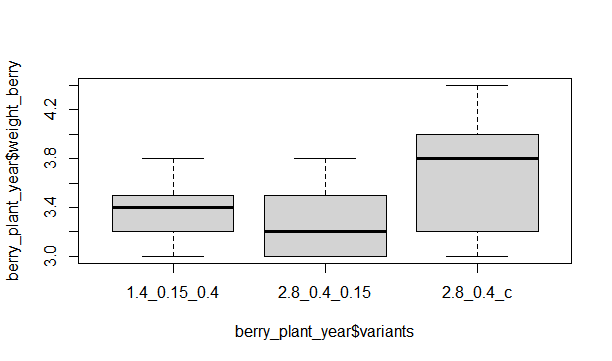 berry_plant_year$weight_berry
4.2
3.8
3.4
3.0
1.4_0.15_0.4 2.8_0.4_0.15 2.8_0.4_c
berry_plant_year$variants